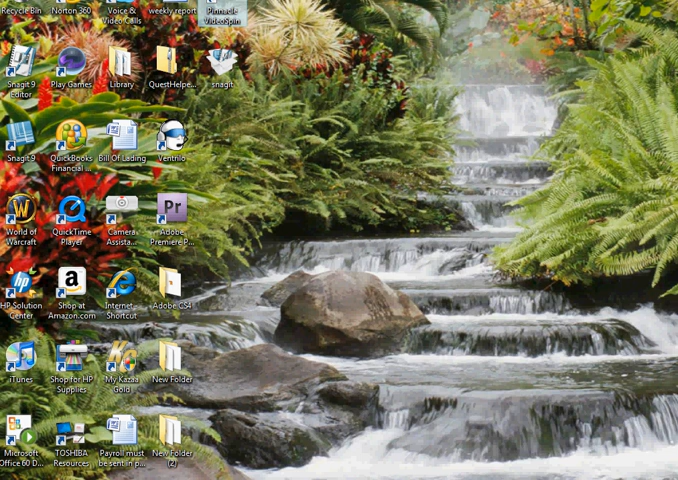 Recycle Bin
Norton 360
Voice &
Video Calls
weekly.report
Pinnacle
VideoSpin
Snagit 9
Editor
Play Games
Library
QuestHelpe...
snagit
Snagit 9
QuickBooks
Financial ...
Bill Of Lading
Ventrilo
World of
Warcraft
QuickTime
Player
Camera
Assista...
Adobe
Premiere P...
HP Solution
Center
Shop at
Amazon.com
Internet -
Shortcut
Adobe CS4
iTunes
Shop for HP
Supplies
My Kazaa
Gold
New Folder
Microsoft
Office 60 D...
TOSHIBA
Resources
Payroll must
be sent in p...
New Folder
(2)